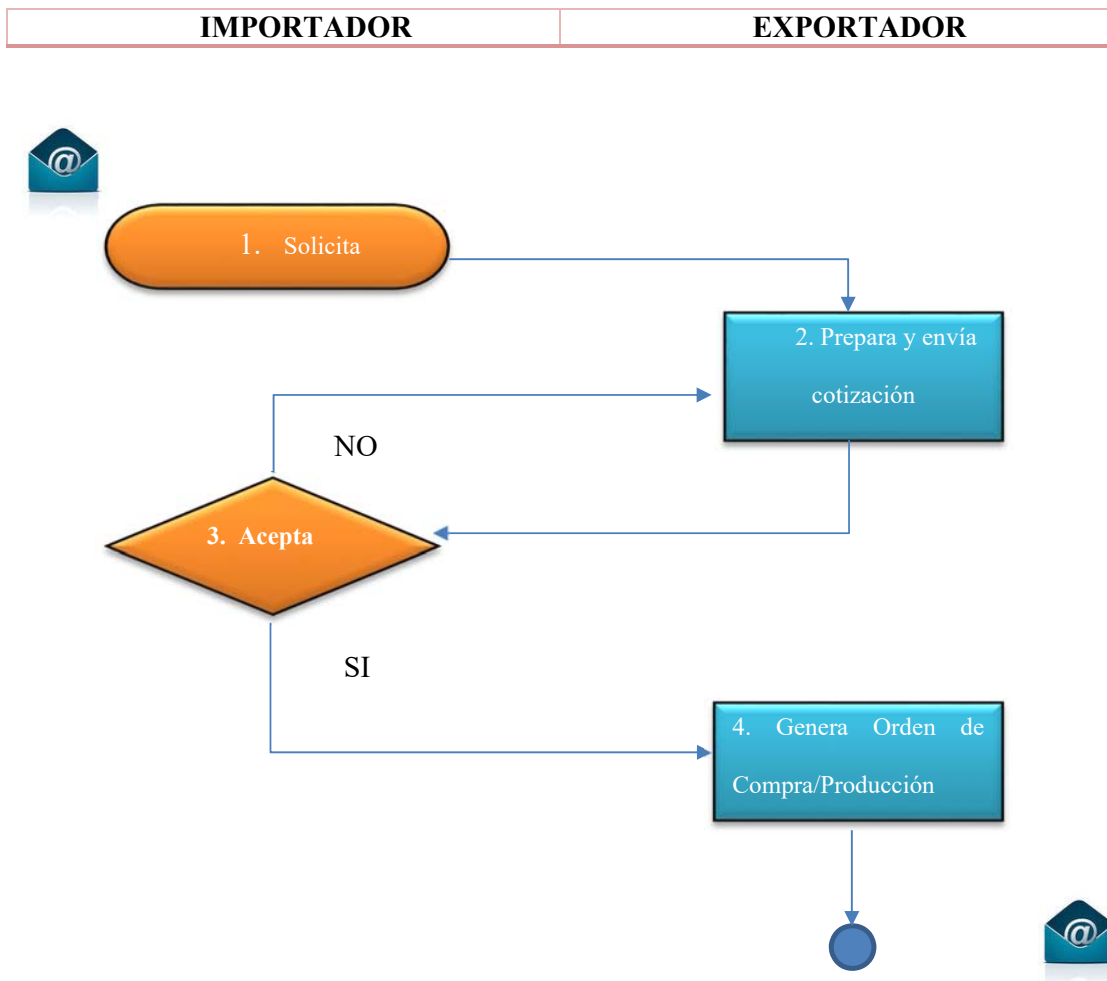 IMPORTADOR EXPORTADOR
@
1. Solicita
2. Prepara y envía
cotización
NO
3. Acepta
SI
4. Genera Orden de
Compra/Producción
@